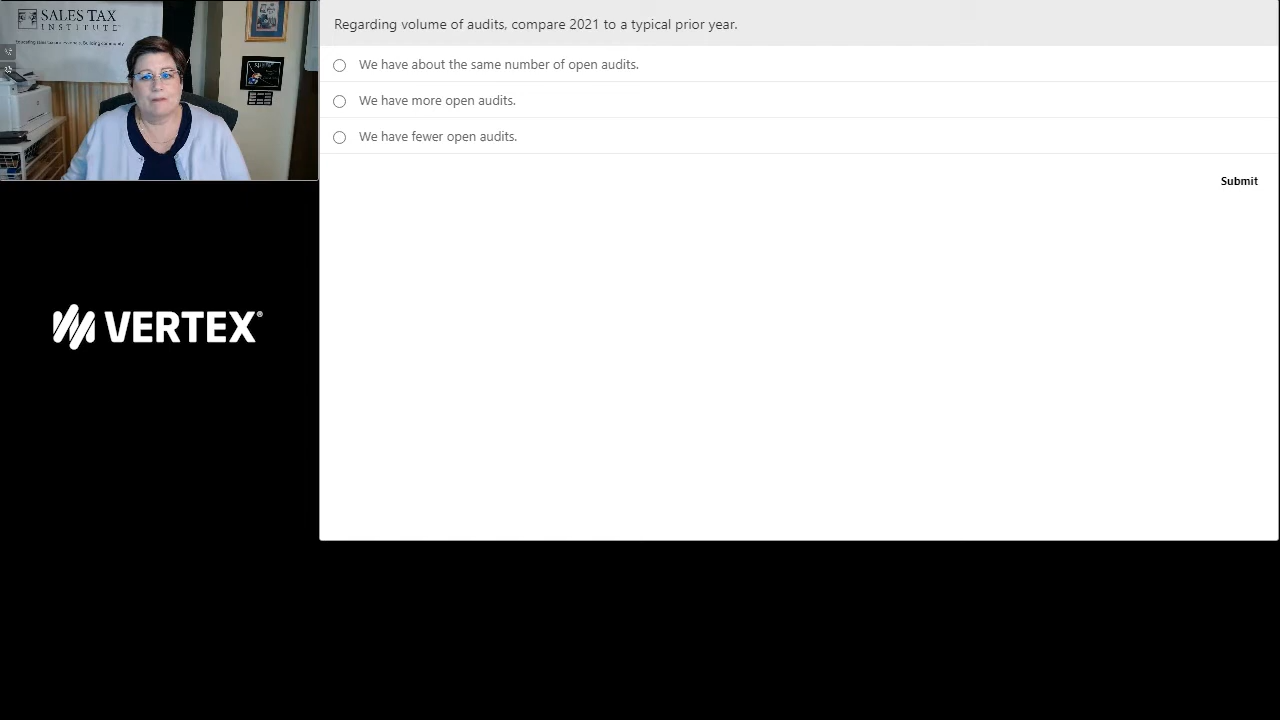 SALES TAX
INSTITUTE
Regarding volume of audits, compare 2021 to a typical prior year.
We have about the same number of open audits.
We have more open audits.
We have fewer open audits.
Submit
VERTEX®